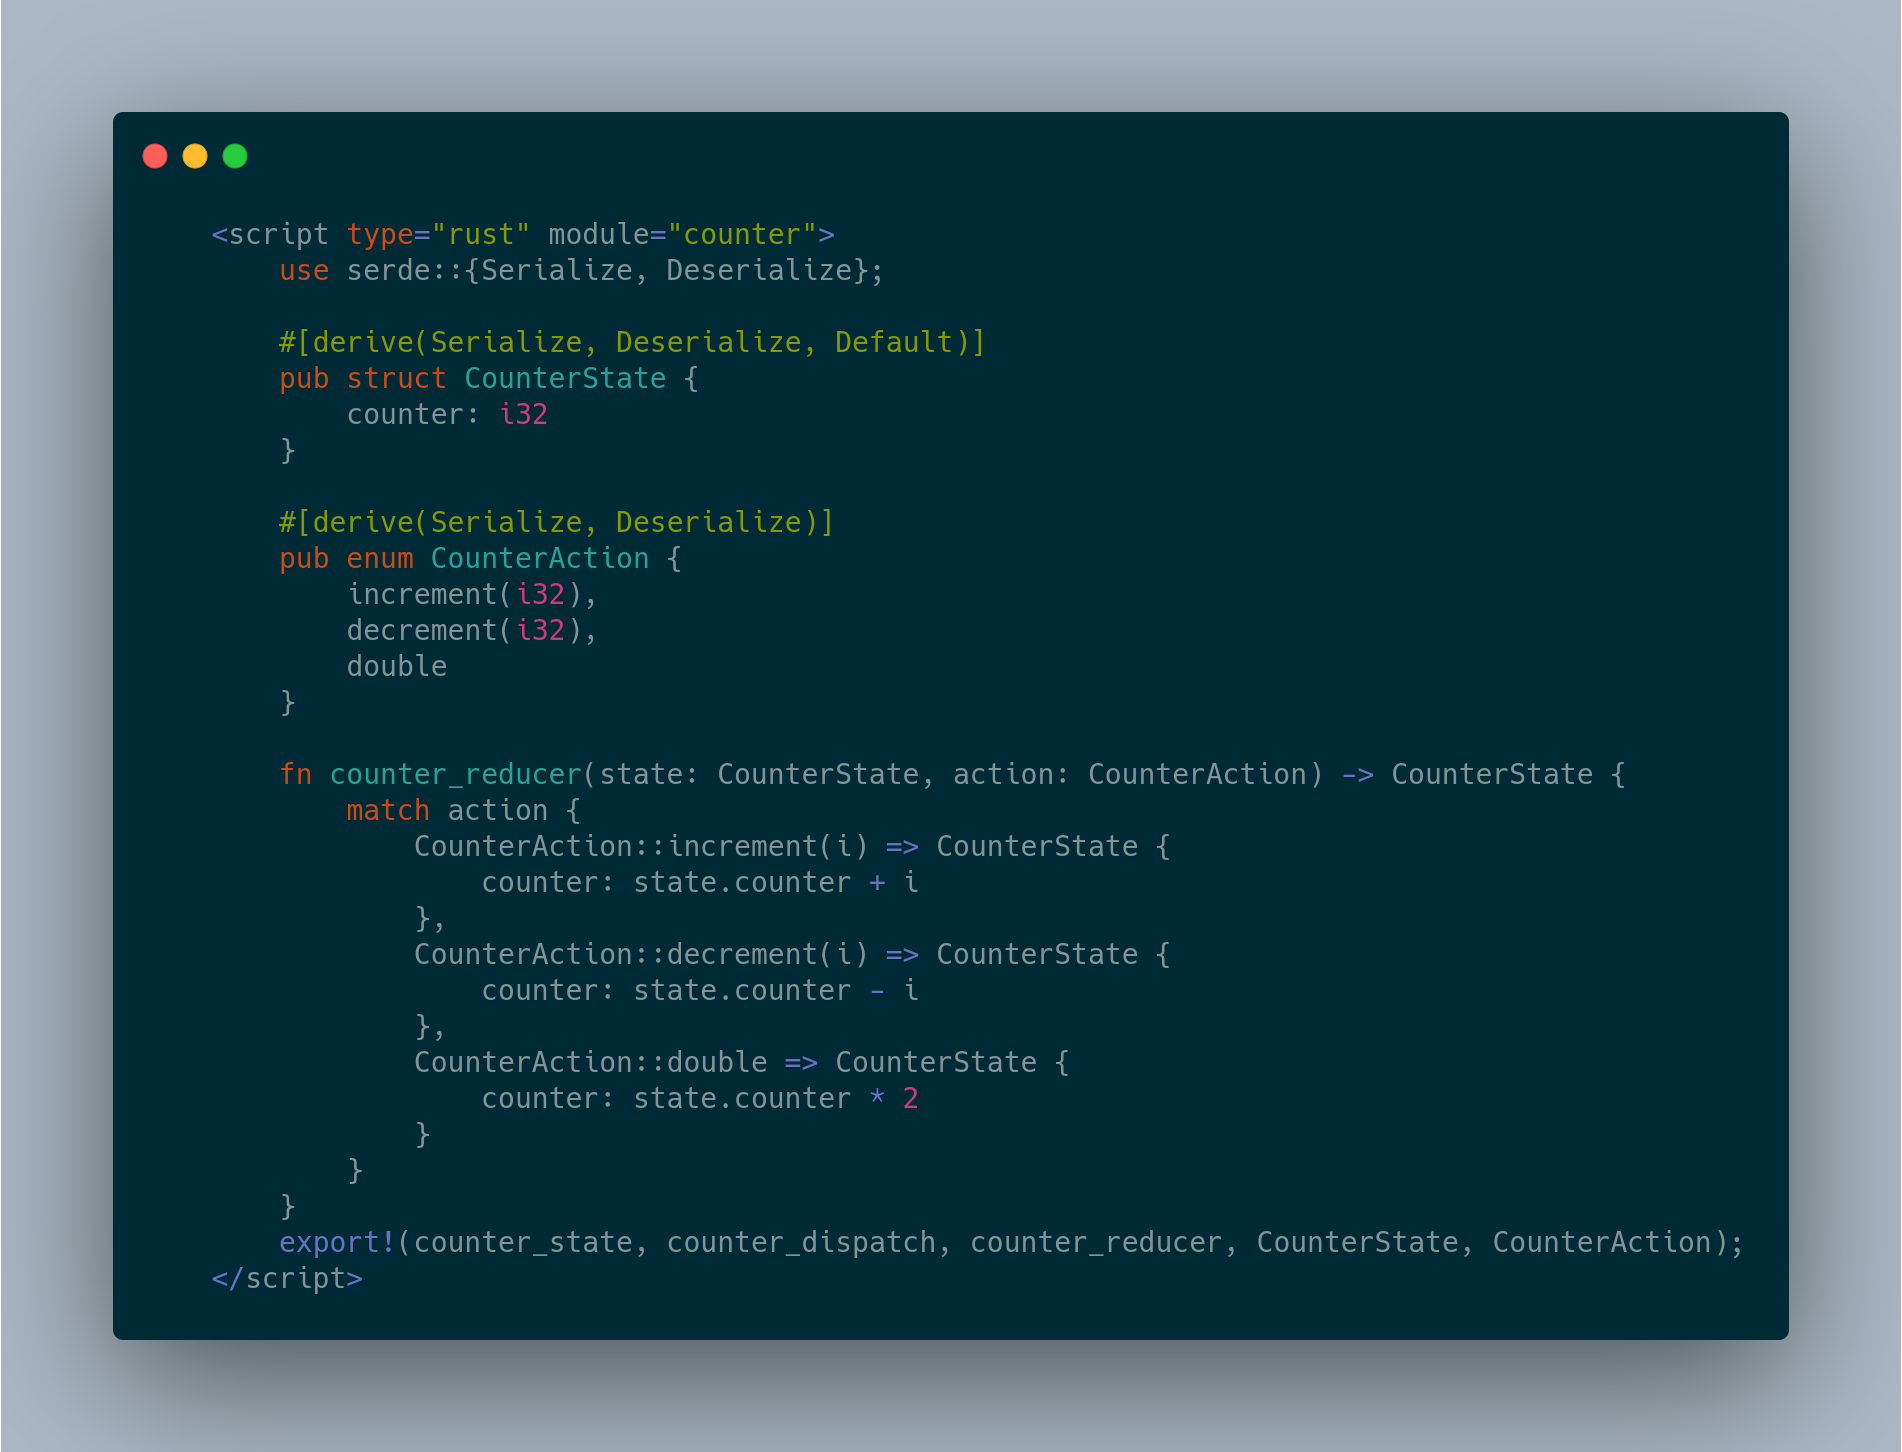 <script type="rust" module="counter">
    use serde::{Serialize, Deserialize};

    #[derive(Serialize, Deserialize, Default)]
    pub struct CounterState {
        counter: i32
    }

    #[derive(Serialize, Deserialize)]
    pub enum CounterAction {
        increment(i32),
        decrement(i32),
        double
    }

    fn counter_reducer(state: CounterState, action: CounterAction) -> CounterState {
        match action {
            CounterAction::increment(i) => CounterState {
                counter: state.counter + i
            },
            CounterAction::decrement(i) => CounterState {
                counter: state.counter - i
            },
            CounterAction::double => CounterState {
                counter: state.counter * 2
            }
        }
    }
    export!(counter_state, counter_dispatch, counter_reducer, CounterState, CounterAction);
</script>